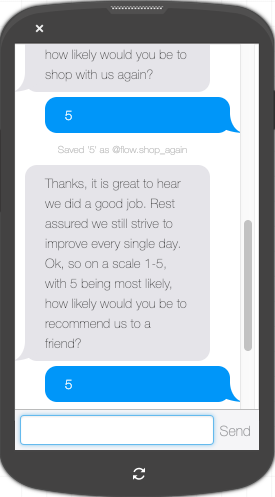 how likely would you be to
shop with us again?
5
Saved '5' as @flow.shop_again
Thanks, it is great to hear
we did a good job. Rest
assured we still strive to
improve every single day.
Ok, so on a scale 1-5,
with 5 being most likely,
how likely would you be to
recommend us to a
friend?
5
Send